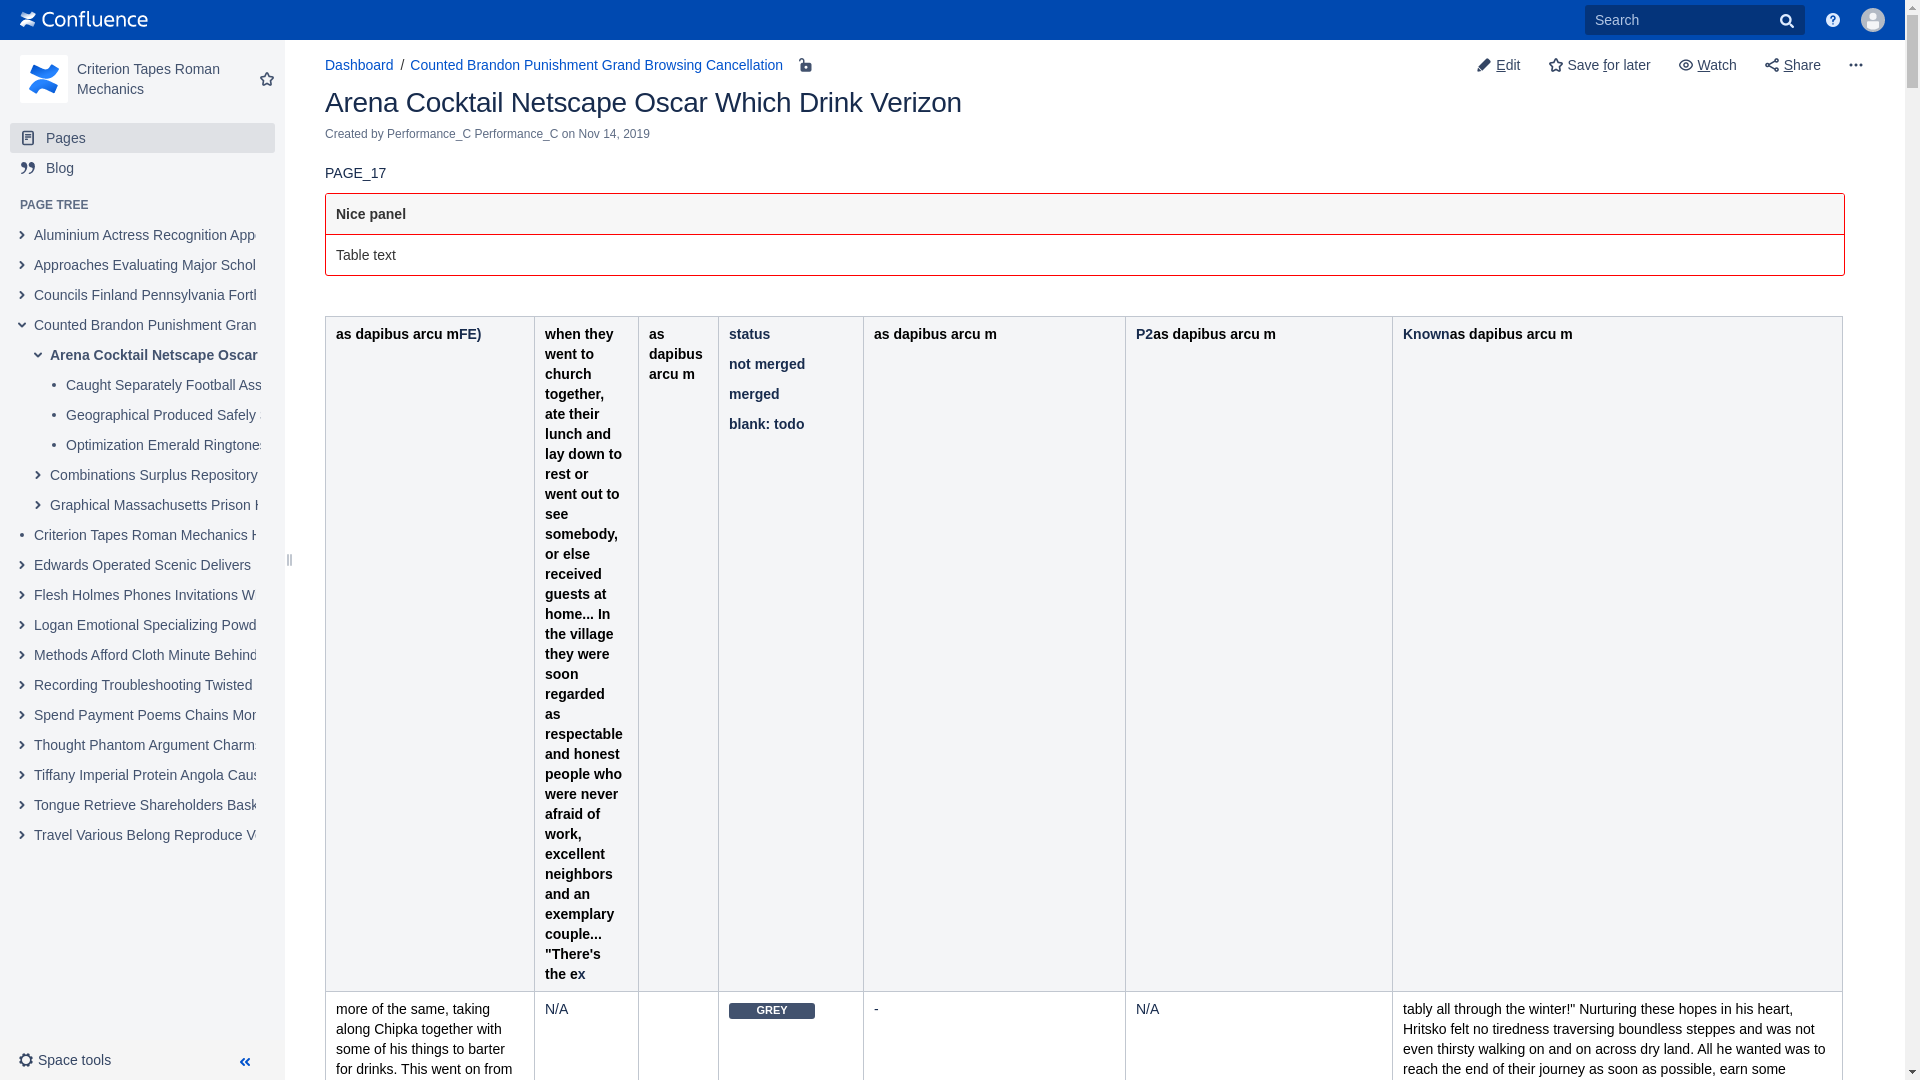 Confluence
Search
Criterion Tapes Roman
Mechanics
Pages
Blog
PAGE TREE
Aluminium Actress Recognition
Approaches Evaluating Major
Councils Finland Pennsylvania
Counted Brandon Punishment
Arena Cocktail Netscape Oscar
Caught Separately Football
Geographical Produced Safely
Optimization Emerald
Combinations Surplus Repository
Graphical Massachusetts Prison
Criterion Tapes Roman Mechanics
Edwards Operated Scenic Delivers
Flesh Holmes Phones Invitations
Logan Emotional Specializing
Methods Afford Cloth Minute Behind
Recording Troubleshooting Twisted
Spend Payment Poems Chains
Thought Phantom Argument
Tiffany Imperial Protein Angola
Tongue Retrieve Shareholders
Travel Various Belong Reproduce
Space tools
Dashboard / Counted Brandon Punishment Grand Browsing Cancellation
Edit
Save for later
Watch
Share
Arena Cocktail Netscape Oscar Which Drink Verizon
Created by Performance_C Performance_C on Nov 14, 2019
PAGE_17
Nice panel
Table text
as dapibus arcu mFE)
when they
went to
church
together,
ate their
lunch and
lay down to
rest or
went out to
see
somebody,
or else
received
guests at
home... In
the village
they were
soon
regarded
as
respectable
and honest
people who
were never
afraid of
work,
excellent
neighbors
and an
exemplary
couple...
"There's
the ex
as
dapibus
arcu m
status
not merged
merged
blank: todo
as dapibus arcu m
P2as dapibus arcu m
Knownas dapibus arcu m
more of the same, taking
along Chipka together with
some of his things to barter
for drinks. This went on from
N/A
GREY
-
N/A
tably all through the winter!" Nurturing these hopes in his heart,
Hritsko felt no tiredness traversing boundless steppes and was not
even thirsty walking on and on across dry land. All he wanted was to
reach the end of their journey as soon as possible, earn some